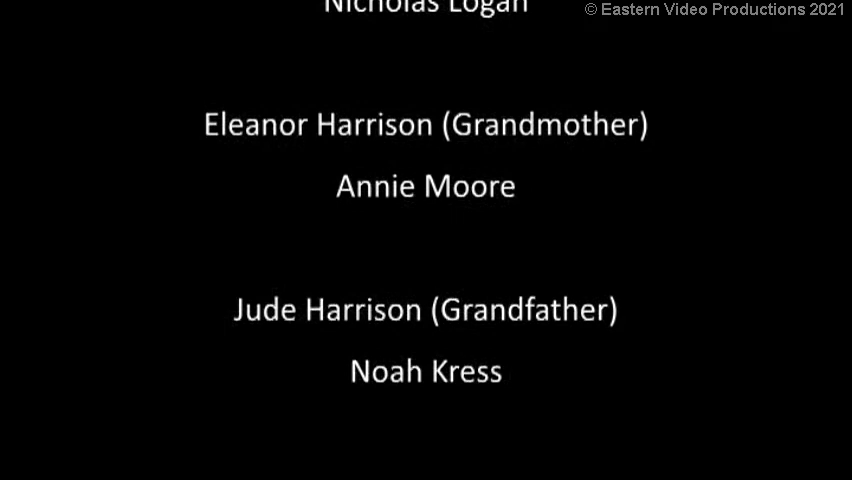 © Eastern Video Productions 2021
Nicholas Logan
Eleanor Harrison (Grandmother)
Annie Moore
Jude Harrison (Grandfather)
Noah Kress